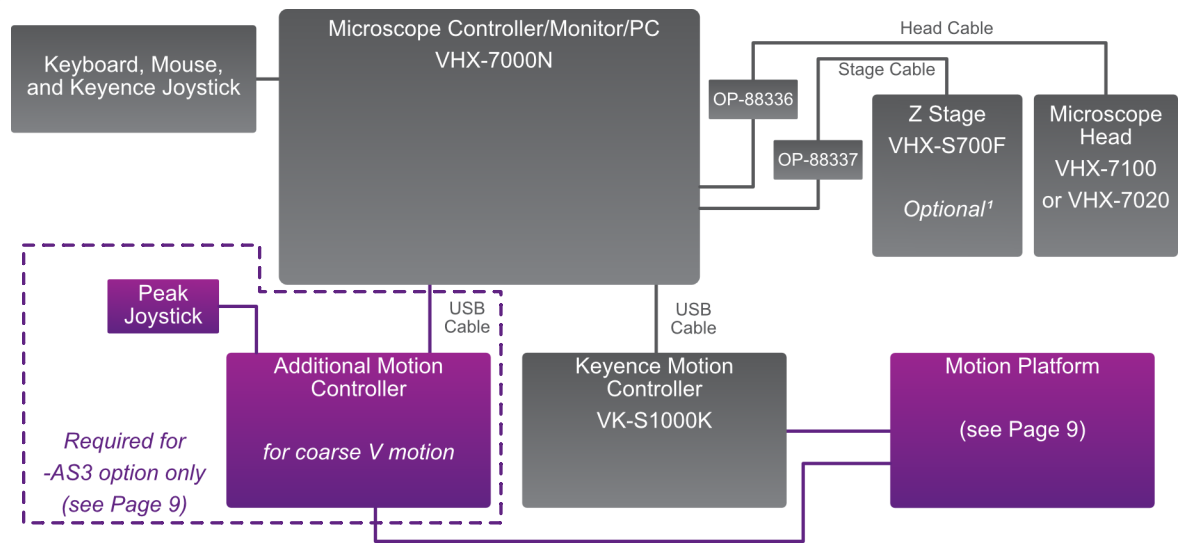 Keyboard, Mouse,
and Keyence Joystick
Microscope Controller/Monitor/PC
VHX-7000N
Head Cable
Stage Cable
OP-88336
OP-88337
Z Stage
VHX-S700F
Optional¹
Microscope
Head
VHX-7100
or VHX-7020
Peak
Joystick
USB
Cable
USB
Cable
Additional Motion
Controller
for coarse V motion
Required for
-AS3 option only
(see Page 9)
Keyence Motion
Controller
VK-S1000K
Motion Platform
(see Page 9)